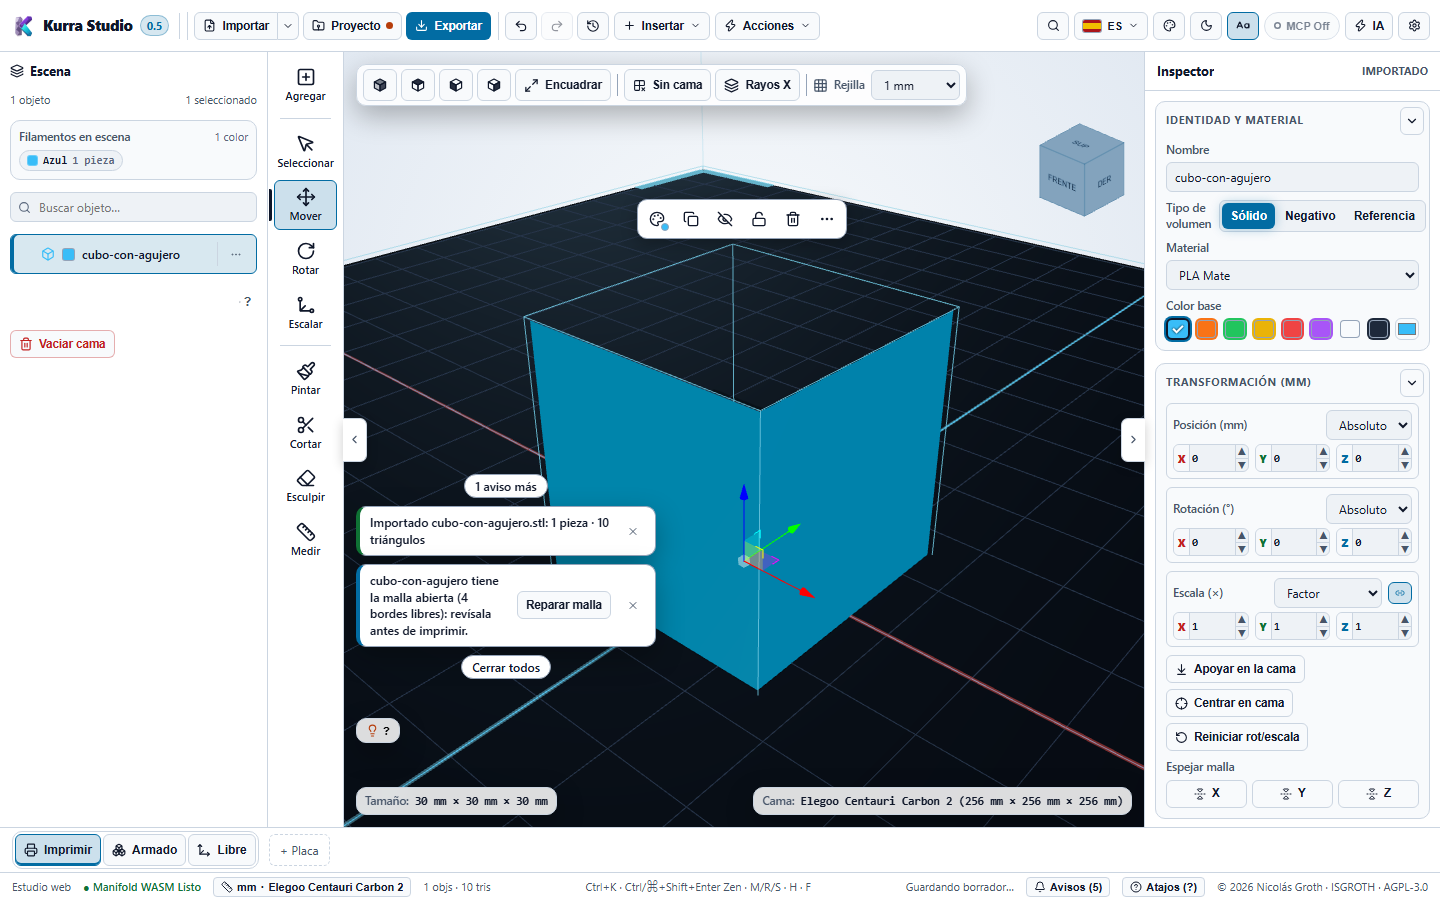 Kurra Studio 0.5
Importar
Proyecto
Exportar
Insertar
Acciones
ES
MCP Off
IA
Escena
1 objeto
1 seleccionado
Filamentos en escena
1 color
Azul 1 pieza
Buscar objeto...
cubo-con-agujero
?
Vaciar cama
Agregar
Seleccionar
Mover
Rotar
Escalar
Pintar
Cortar
Esculpir
Medir
Encuadrar
Sin cama
Rayos X
Rejilla
1 mm
SUP
FRENTE
DER
1 aviso más
Importado cubo-con-agujero.stl: 1 pieza · 10
triángulos
cubo-con-agujero tiene
la malla abierta (4
bordes libres): revísala
antes de imprimir.
Reparar malla
Cerrar todos
?
Tamaño: 30 mm × 30 mm × 30 mm
Cama: Elegoo Centauri Carbon 2 (256 mm × 256 mm × 256 mm)
Inspector
IMPORTADO
IDENTIDAD Y MATERIAL
Nombre
cubo-con-agujero
Tipo de
volumen
Sólido
Negativo
Referencia
Material
PLA Mate
Color base
TRANSFORMACIÓN (MM)
Posición (mm)
Absoluto
X 0
Y 0
Z 0
Rotación (°)
Absoluto
X 0
Y 0
Z 0
Escala (×)
Factor
X 1
Y 1
Z 1
Apoyar en la cama
Centrar en cama
Reiniciar rot/escala
Espejar malla
X
Y
Z
Imprimir
Armado
Libre
+ Placa
Estudio web
Manifold WASM Listo
mm · Elegoo Centauri Carbon 2
1 objs · 10 tris
Ctrl+K · Ctrl/⌘+Shift+Enter Zen · M/R/S · H · F
Guardando borrador...
Avisos (5)
Atajos (?)
© 2026 Nicolás Groth · ISGROTH · AGPL-3.0